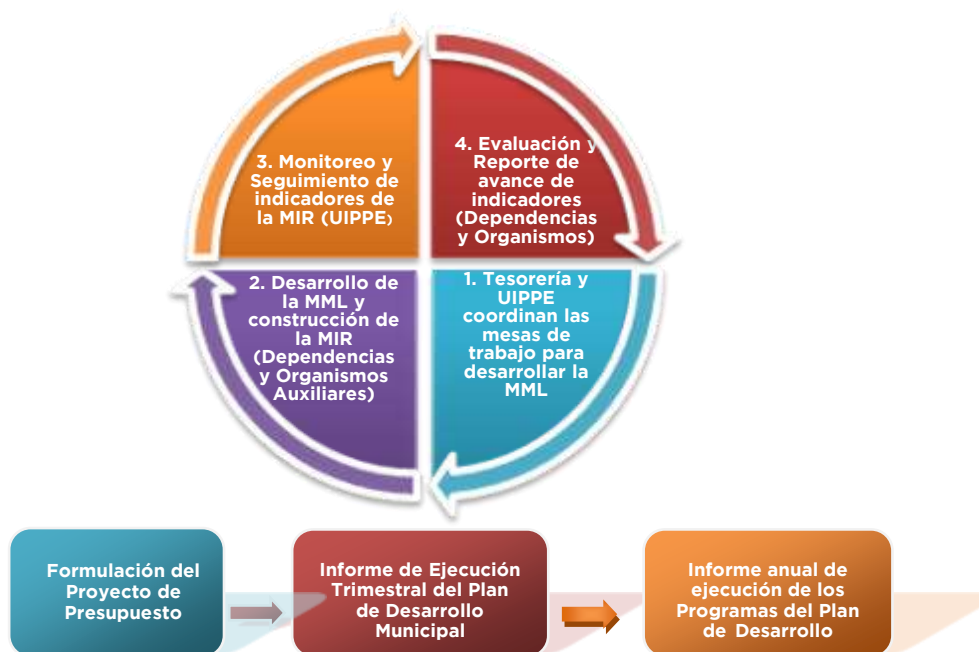 3. Monitoreo y
Seguimiento de
indicadores de
la MIR (UIPPE)
4. Evaluación y
Reporte de
avance de
indicadores
(Dependencias
y Organismos)
2. Desarrollo de
la MML y
construcción de
la MIR
(Dependencias
y Organismos
Auxiliares)
1. Tesorería y
UIPPE
coordinan las
mesas de
trabajo para
desarrollar la
MML
Formulación del
Proyecto de
Presupuesto
Informe de Ejecución
Trimestral del Plan
de Desarrollo
Municipal
Informe anual de
ejecución de los
Programas del Plan
de Desarrollo